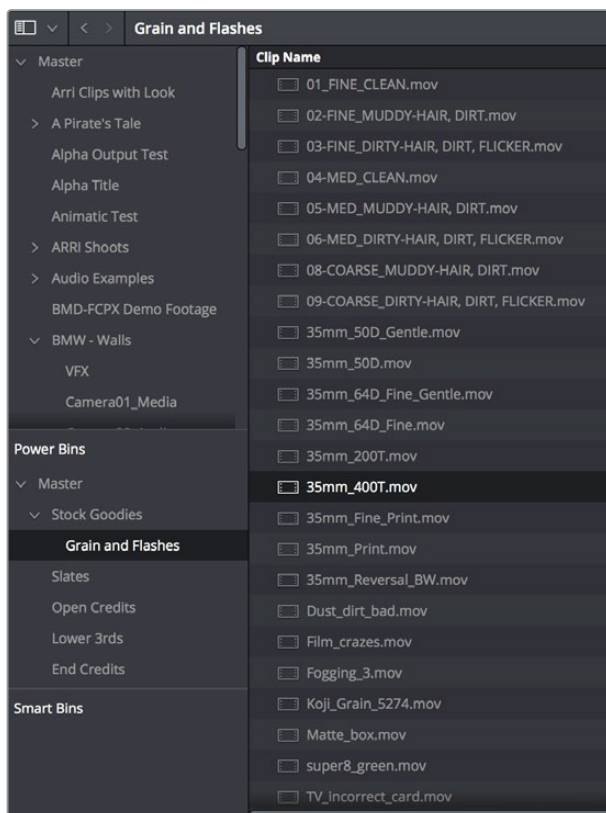 Grain and Flashes
Master
Arri Clips with Look
A Pirate's Tale
Alpha Output Test
Alpha Title
Animatic Test
ARRI Shoots
Audio Examples
BMD-FCPX Demo Footage
BMW - Walls
VFX
Camera01_Media
Power Bins
Master
Stock Goodies
Grain and Flashes
Slates
Open Credits
Lower 3rds
End Credits
Smart Bins
Clip Name
01_FINE_CLEAN.mov
02-FINE_MUDDY-HAIR, DIRT.mov
03-FINE_DIRTY-HAIR, DIRT, FLICKER.mov
04-MED_CLEAN.mov
05-MED_MUDDY-HAIR, DIRT.mov
06-MED_DIRTY-HAIR, DIRT, FLICKER.mov
08-COARSE_MUDDY-HAIR, DIRT.mov
09-COARSE_DIRTY-HAIR, DIRT, FLICKER.mov
35mm_50D_Gentle.mov
35mm_50D.mov
35mm_64D_Fine_Gentle.mov
35mm_64D_Fine.mov
35mm_200T.mov
35mm_400T.mov
35mm_Fine_Print.mov
35mm_Print.mov
35mm_Reversal_BW.mov
Dust_dirt_bad.mov
Film_crazes.mov
Fogging_3.mov
Koji_Grain_5274.mov
Matte_box.mov
super8_green.mov
TV_incorrect_card.mov